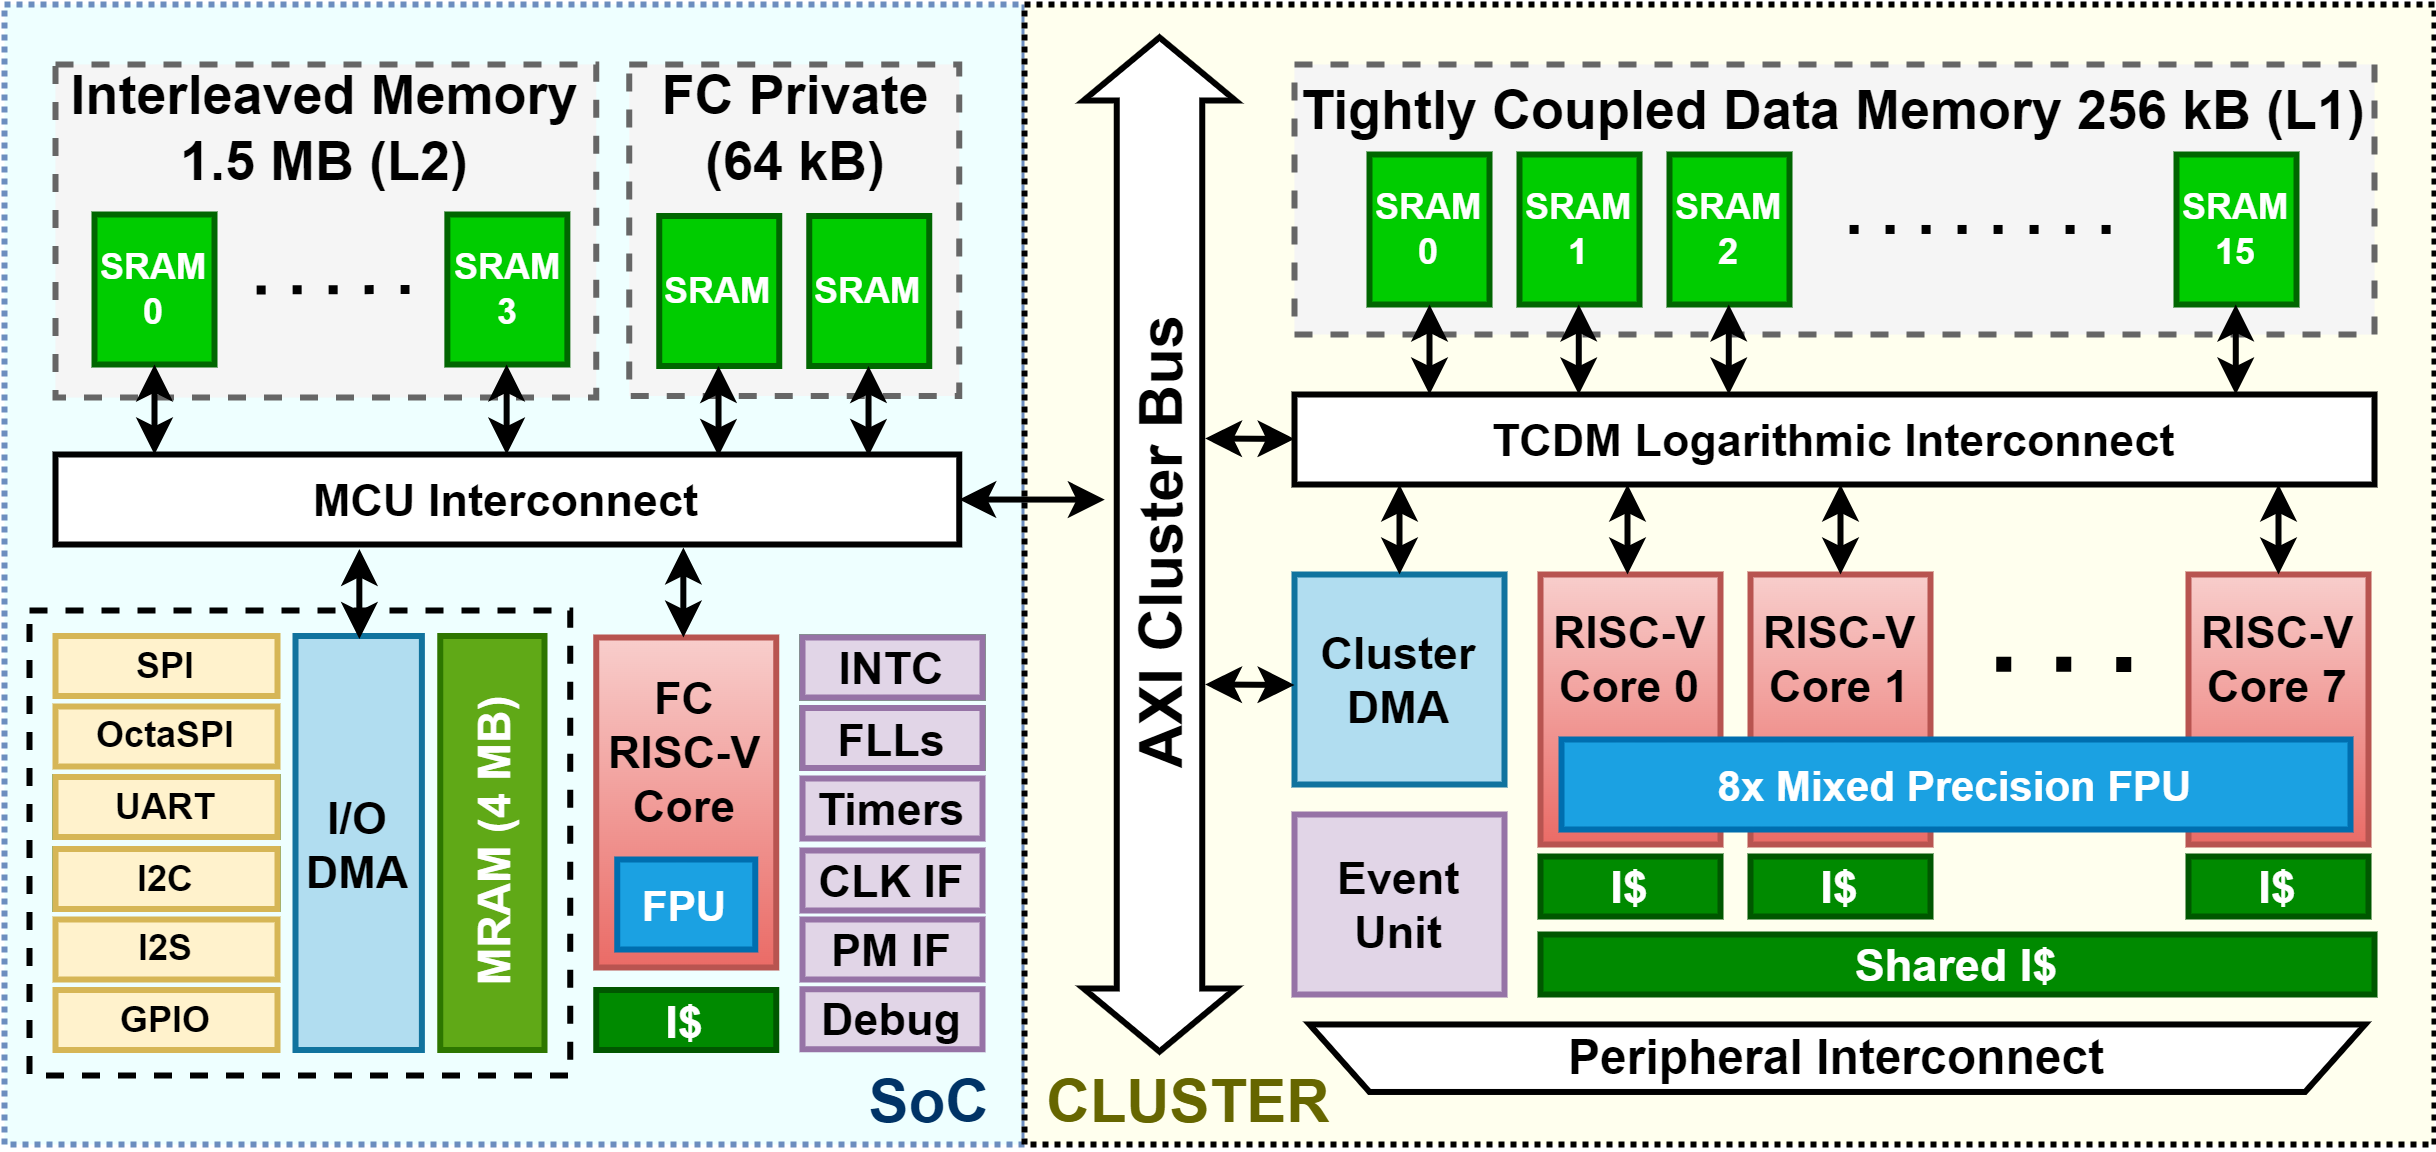 Interleaved Memory
1.5 MB (L2)
SRAM
0
SRAM
3
FC Private
(64 kB)
SRAM
SRAM
MCU Interconnect
SPI
OctaSPI
UART
I2C
I2S
GPIO
I/O
DMA
MRAM (4 MB)
FC
RISC-V
Core
FPU
I$
INTC
FLLs
Timers
CLK IF
PM IF
Debug
SoC
AXI Cluster Bus
Tightly Coupled Data Memory 256 kB (L1)
SRAM
0
SRAM
1
SRAM
2
SRAM
15
TCDM Logarithmic Interconnect
Cluster
DMA
RISC-V
Core 0
RISC-V
Core 1
RISC-V
Core 7
8x Mixed Precision FPU
Event
Unit
I$
I$
I$
Shared I$
Peripheral Interconnect
CLUSTER